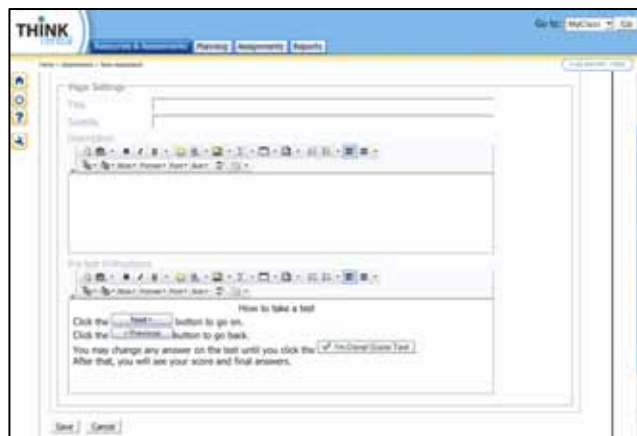 THINK
Go to: MyClass Go
Resources & Assessments Planning Assignments Reports
Page Settings
Title
Subtitle
Description
Pre-test Instructions
How to take a test
Click the Next > button to go on.
Click the < Previous button to go back.
You may change any answer on the test until you click the I'm Done! Score Test
After that, you will see your score and final answers.
Save Cancel